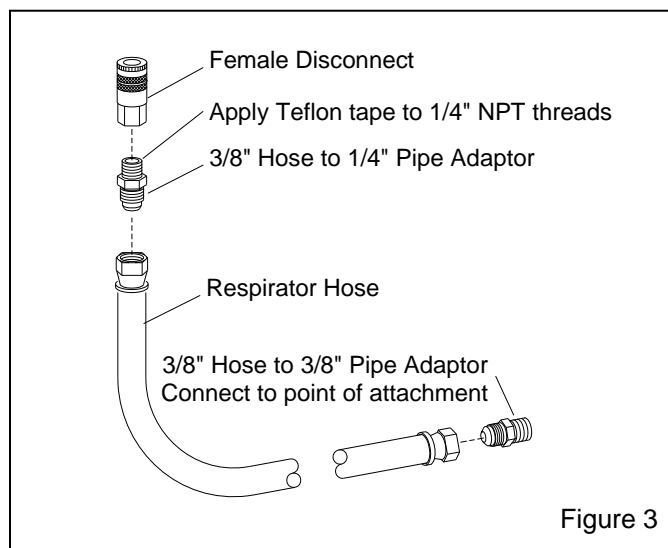 Female Disconnect
Apply Teflon tape to 1/4" NPT threads
3/8" Hose to 1/4" Pipe Adaptor
Respirator Hose
3/8" Hose to 3/8" Pipe Adaptor
Connect to point of attachment
Figure 3